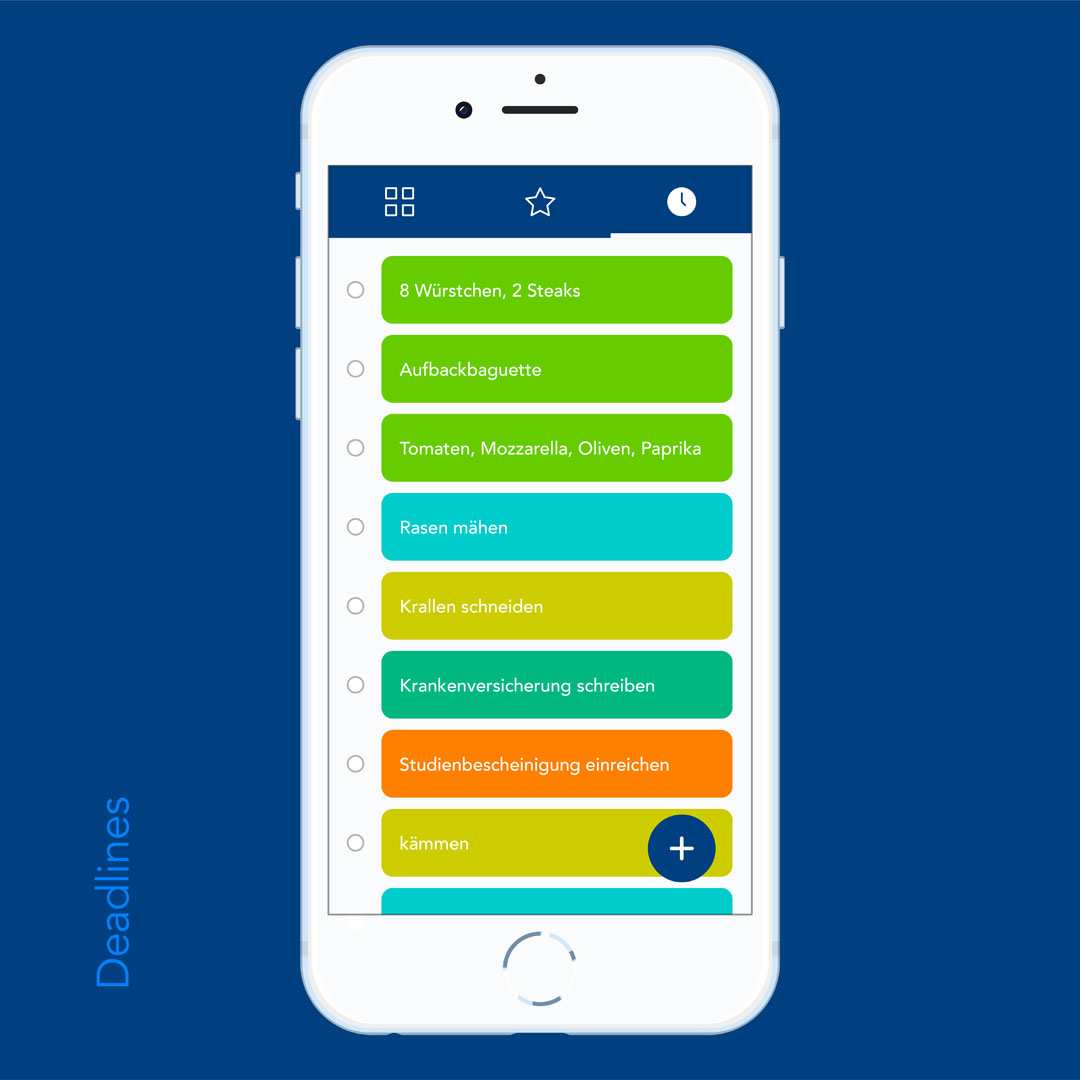 8 Würstchen, 2 Steaks
Aufbackbaguette
Tomaten, Mozzarella, Oliven, Paprika
Rasen mähen
Krallen schneiden
Krankenversicherung schreiben
Studienbescheinigung einreichen
kämmen
Deadlines